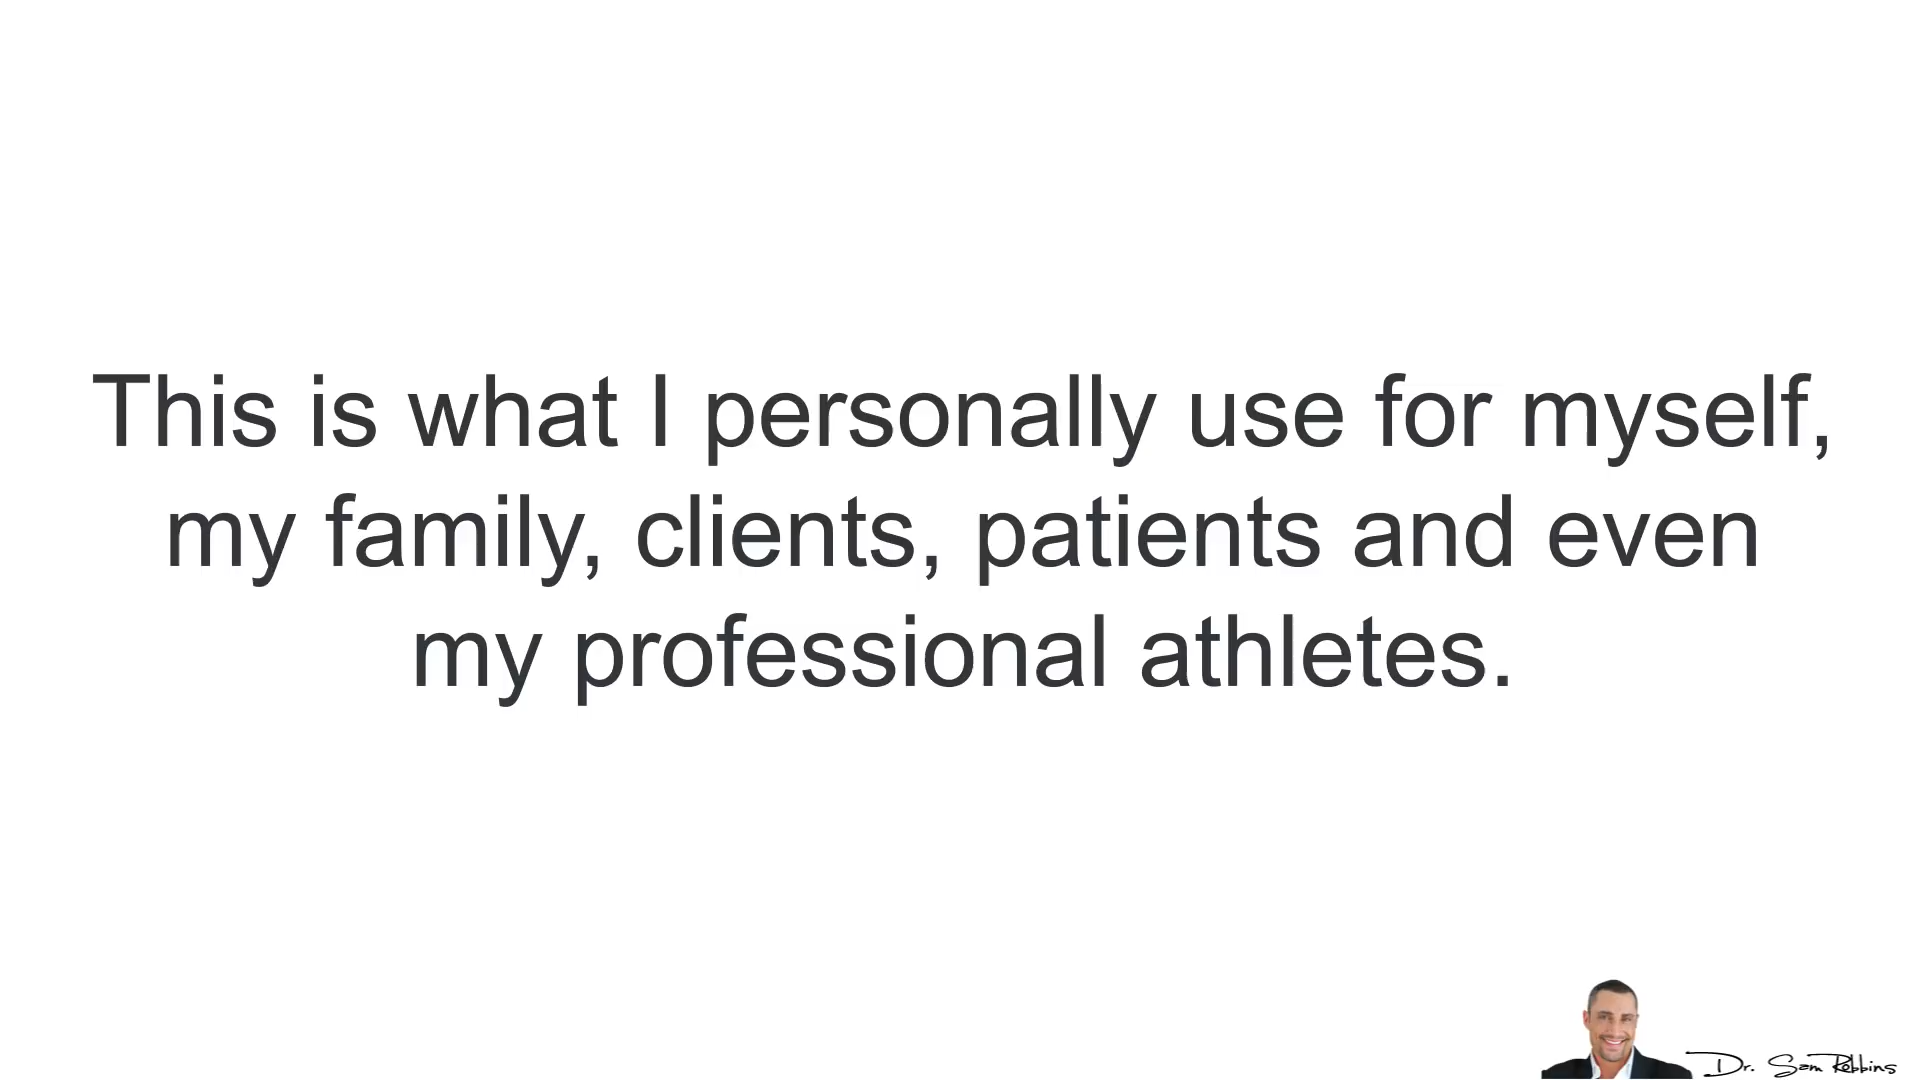 This is what I personally use for myself,
my family, clients, patients and even
my professional athletes.
Dr. Sam Robbins